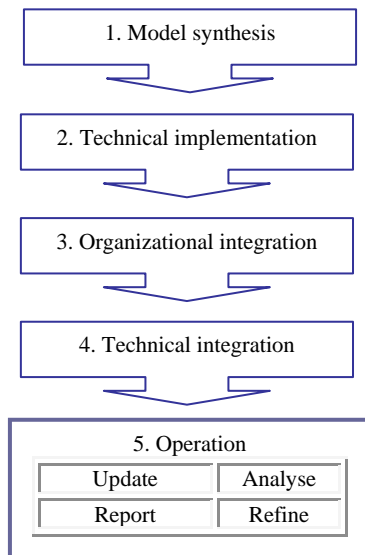 1. Model synthesis
2. Technical implementation
3. Organizational integration
4. Technical integration
5. Operation
Update Analyse
Report Refine